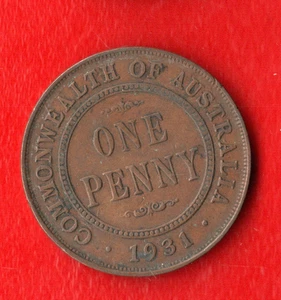 COMMONWEALTH OF AUSTRALIA
ONE
PENNY
· 1931 ·